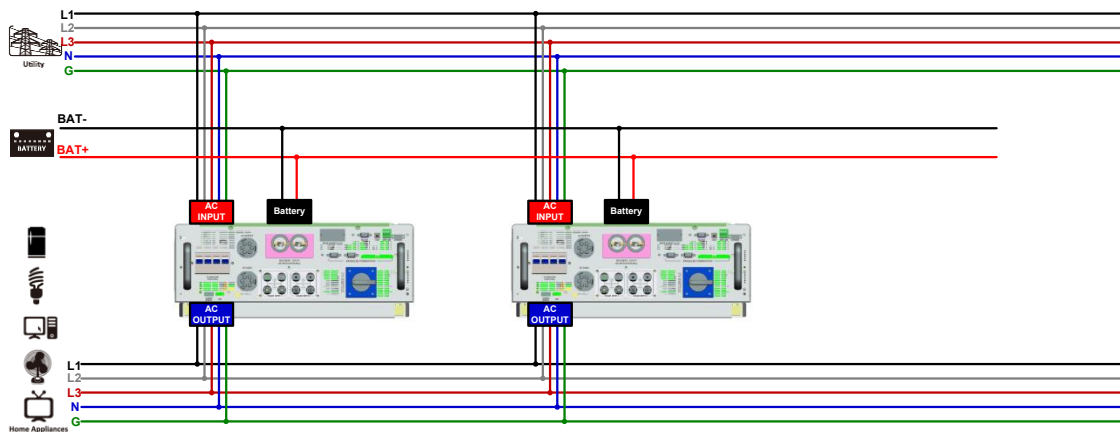 L1
L2
L3
N
G
Utility
BAT-
BATTERY
BAT+
AC
INPUT
Battery
AC
INPUT
Battery
AC
OUTPUT
AC
OUTPUT
L1
L2
L3
N
G
Home Appliances